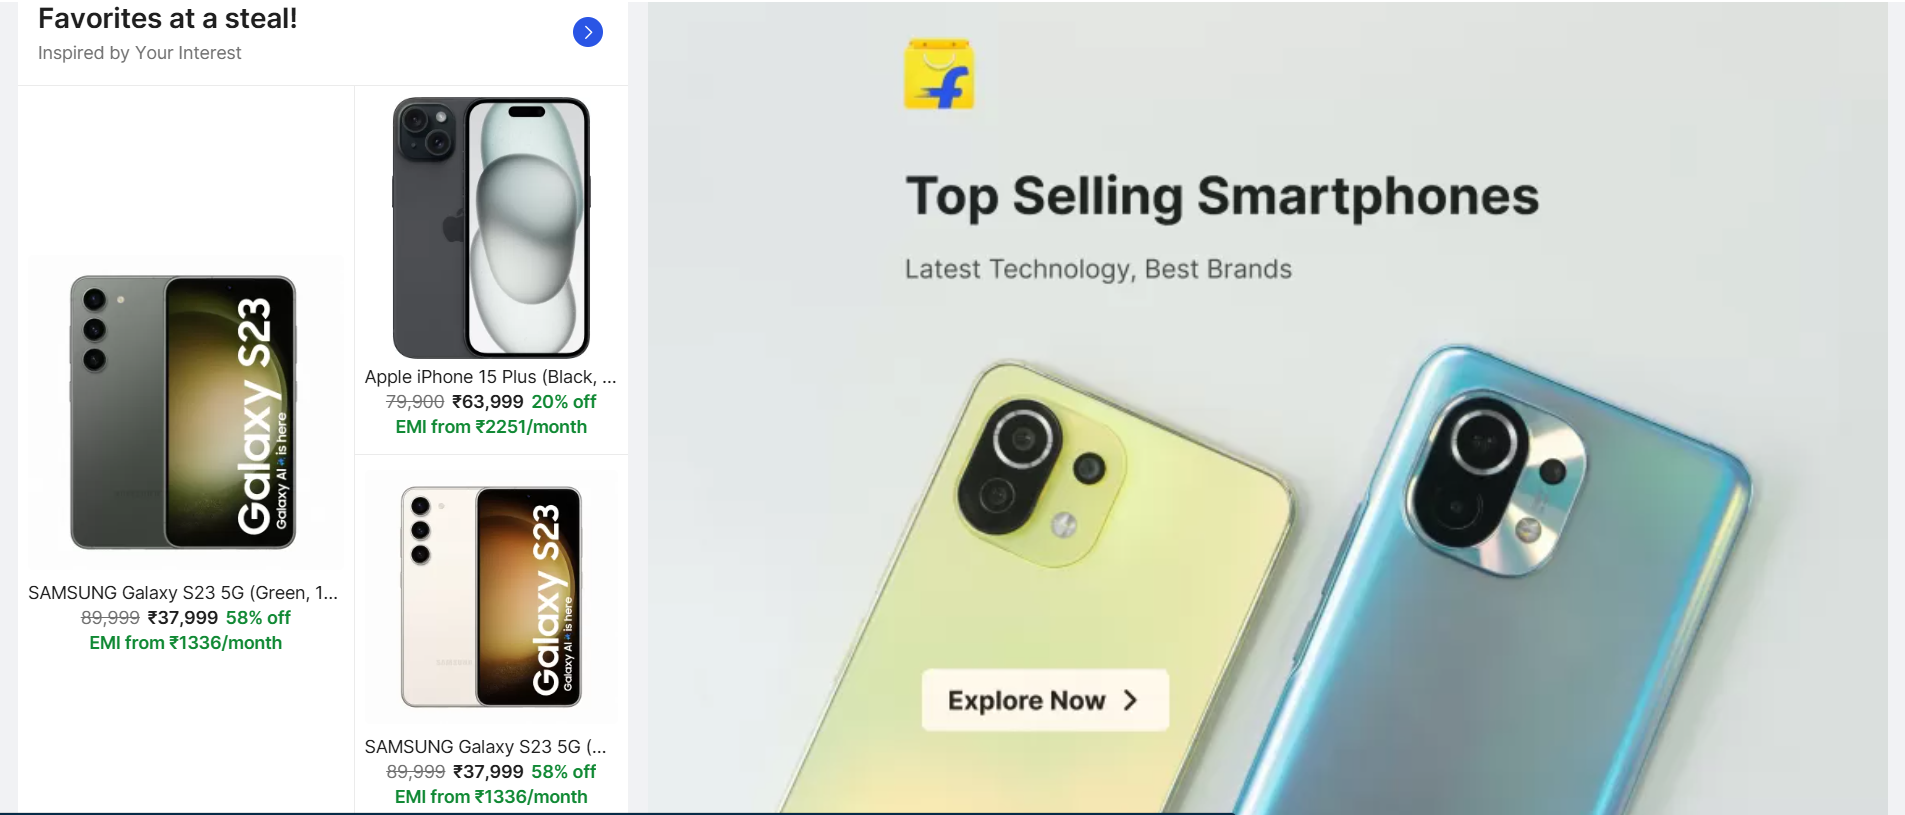 Favorites at a steal!
Inspired by Your Interest
Galaxy S23
Galaxy AI is here
SAMSUNG Galaxy S23 5G (Green, 1...
89,999 ₹37,999 58% off
EMI from ₹1336/month
Apple iPhone 15 Plus (Black, ...
79,900 ₹63,999 20% off
EMI from ₹2251/month
Galaxy S23
Galaxy AI is here
SAMSUNG
SAMSUNG Galaxy S23 5G (...
89,999 ₹37,999 58% off
EMI from ₹1336/month
f
Top Selling Smartphones
Latest Technology, Best Brands
Explore Now